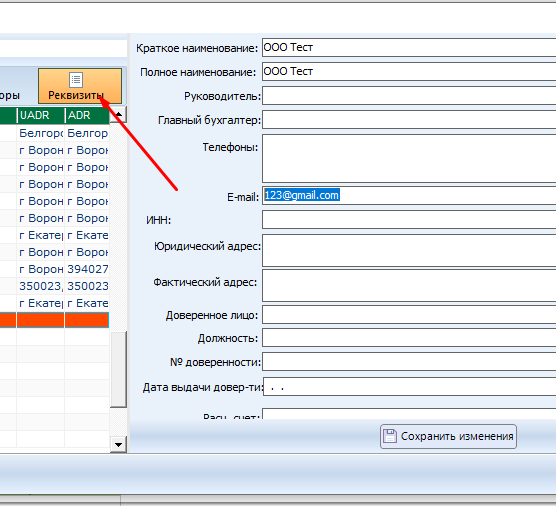 оры
Реквизиты
UADR ADR
Белгоро Белгор
г Ворон г Ворон
г Ворон г Ворон
г Ворон г Ворон
г Ворон г Ворон
г Ворон г Ворон
г Екатер г Екате
г Ворон г Ворон
г Ворон 394027
350023, 350023
г Екатер г Екате
Краткое наименование: ООО Тест
Полное наименование: ООО Тест
Руководитель:
Главный бухгалтер:
Телефоны:
E-mail: 123@gmail.com
ИНН:
Юридический адрес:
Фактический адрес:
Доверенное лицо:
Должность:
№ доверенности:
Дата выдачи довер-ти: . .
Расч. счет:
Сохранить изменения